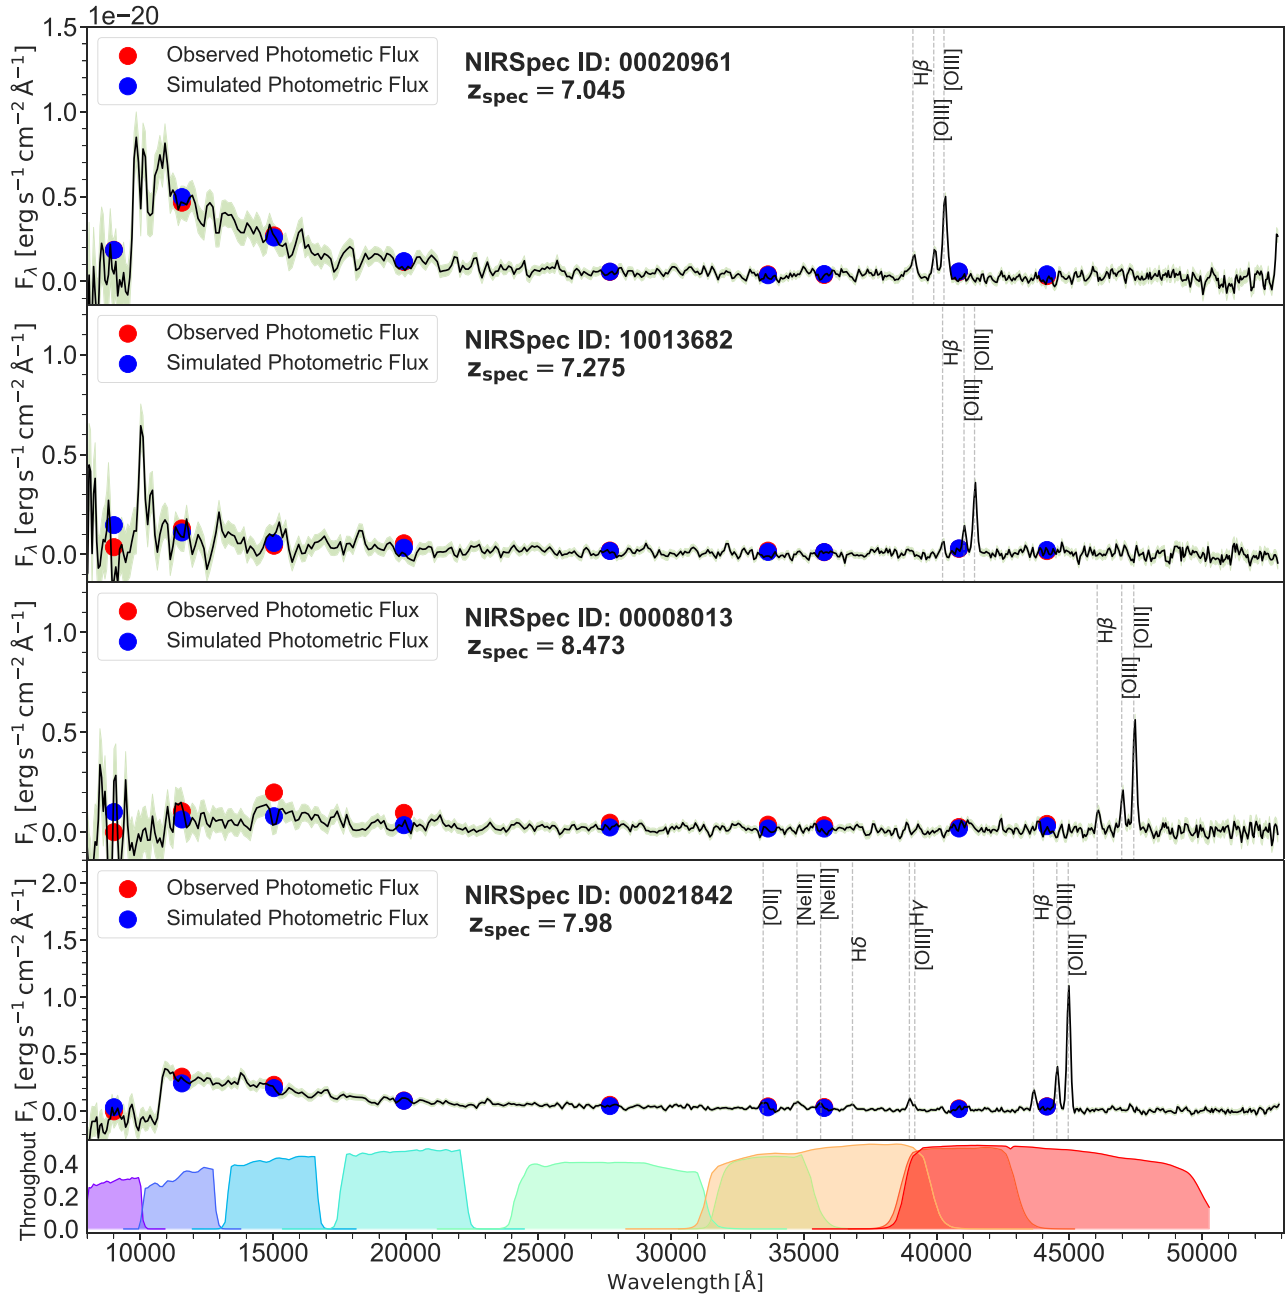 1e−20
1.5
1.0
0.5
0.0
F_λ [erg s⁻¹ cm⁻² Å⁻¹]
Observed Photometic Flux
Simulated Photometric Flux
NIRSpec ID: 00020961
z_spec = 7.045
Hβ
[OIII]
[OIII]
1.0
0.5
0.0
F_λ [erg s⁻¹ cm⁻² Å⁻¹]
Observed Photometic Flux
Simulated Photometric Flux
NIRSpec ID: 10013682
z_spec = 7.275
Hβ
[OIII]
[OIII]
1.0
0.5
0.0
F_λ [erg s⁻¹ cm⁻² Å⁻¹]
Observed Photometic Flux
Simulated Photometric Flux
NIRSpec ID: 00008013
z_spec = 8.473
Hβ
[OIII]
[OIII]
2.0
1.5
1.0
0.5
0.0
F_λ [erg s⁻¹ cm⁻² Å⁻¹]
Observed Photometic Flux
Simulated Photometric Flux
NIRSpec ID: 00021842
z_spec = 7.98
[OII]
[NeIII]
[NeIII]
Hδ
[OIII]
Hγ
Hβ
[OIII]
[OIII]
0.4
0.2
0.0
Throughout
10000 15000 20000 25000 30000 35000 40000 45000 50000
Wavelength [Å]